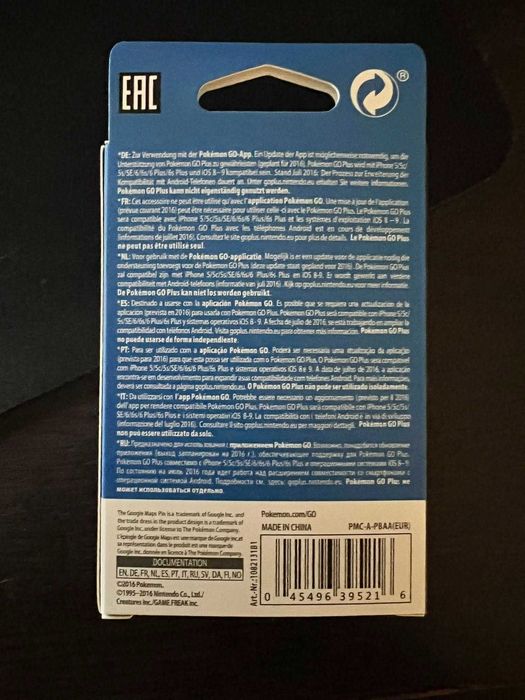 EAC
®
*DE: Zur Verwendung mit der Pokémon GO-App. Ein Update der App ist möglicherweise notwendig, um die
Unterstützung von Pokémon GO Plus zu gewährleisten (geplant für 2016). Pokémon GO Plus wird mit iPhone 5/5c/
5s/SE/6/6s/6 Plus/6s Plus und iOS 8–9 kompatibel sein. Stand Juli 2016: Der Prozess zur Erweiterung der
Kompatibilität mit Android-Telefonen dauert an. Unter goplus.nintendo.eu erhalten Sie weitere Informationen.
Pokémon GO Plus kann nicht eigenständig genutzt werden.
*FR: Cet accessoire ne peut être utilisé qu'avec l'application Pokémon GO. Une mise à jour de l'application
(prévue courant 2016) peut être nécessaire pour utiliser celle-ci avec le Pokémon GO Plus. Le Pokémon GO Plus
sera compatible avec iPhone 5/5c/5s/SE/6/6s/6 Plus/6s Plus et les systèmes d'exploitation iOS 8 – 9. La
compatibilité du Pokémon GO Plus avec les téléphones Android est en cours de développement
(informations de juillet 2016). Consultez le site goplus.nintendo.eu pour plus de détails. Le Pokémon GO Plus
ne peut pas être utilisé seul.
*NL: Voor gebruik met de Pokémon GO-applicatie. Mogelijk is er een update voor de applicatie nodig die
ondersteuning toevoegt voor de Pokémon GO Plus (deze update staat gepland voor 2016). De Pokémon GO Plus
zal compatibel zijn met iPhone 5/5c/5s/SE/6/6s/6 Plus/6s Plus en iOS 8-9. Er wordt gewerkt aan verdere
compatibiliteit met Android-telefoons (informatie van juli 2016). Kijk op goplus.nintendo.eu voor meer informatie.
De Pokémon GO Plus kan niet los worden gebruikt.
*ES: Destinado a usarse con la aplicación Pokémon GO. Es posible que se requiera una actualización de la
aplicación (prevista en 2016) para usarla con Pokémon GO Plus. Pokémon GO Plus será compatible con iPhone 5/5c/
5s/SE/6/6s/6 Plus/6s Plus y sistemas operativos iOS 8 - 9. A fecha de julio de 2016, se está trabajando en ampliar la
compatibilidad con teléfonos Android. Visita goplus.nintendo.eu para obtener más información. Pokémon GO Plus
no puede usarse de forma independiente.
*PT: Para ser utilizado com a aplicação Pokémon GO. Poderá ser necessária uma atualização da aplicação
(prevista para 2016) para que esta possa ser utilizada com o Pokémon GO Plus. O Pokémon GO Plus será compatível
com iPhone 5/5c/5s/SE/6/6s/6 Plus/6s Plus e sistemas operativos iOS 8 e 9. À data de julho de 2016, a aplicação
encontra-se em desenvolvimento para expandir a sua compatibilidade com telefones Android. Para mais informações,
deverá ser consultada a página goplus.nintendo.eu. O Pokémon GO Plus não pode ser utilizado isoladamente.
*IT: Da utilizzarsi con l'app Pokémon GO. Potrebbe essere necessario un aggiornamento (previsto per il 2016)
dell'app per rendere compatibile Pokémon GO Plus. Pokémon GO Plus sarà compatibile con iPhone 5/5c/5s/
SE/6/6s/6 Plus/6s Plus e i sistemi operativi iOS 8-9. La compatibilità con i telefoni Android è in via di sviluppo
(informazione del luglio 2016). Consultare il sito goplus.nintendo.eu per maggiori dettagli. Pokémon GO Plus
non può essere utilizzato da solo.
*RU: Предназначено для использования с приложением Pokémon GO. Возможно, понадобится обновление
приложения (выход запланирован на 2016 г.), обеспечивающее поддержку для Pokémon GO Plus.
Pokémon GO Plus совместимо с iPhone 5/5c/5s/SE/6/6s/6 Plus/6s Plus и операционными системами iOS 8–9.
По состоянию на июль 2016 года идет работа над расширением совместимости со смартфонами с
операционной системой Android. Подробности см. здесь: goplus.nintendo.eu. Pokémon GO Plus не
может использоваться отдельно.
The Google Maps Pin is a trademark of Google Inc. and
the trade dress in the product design is a trademark of
Google Inc. under license to The Pokémon Company.
L'épingle de Google Maps est une marque de Google Inc. et
sa représentation dans le produit est une marque de
Google Inc. donnée en licence à The Pokémon Company.
DOCUMENTATION
EN, DE, FR, NL, ES, PT, IT, RU, SV, DA, FI, NO
©2016 Pokémon.
©1995–2016 Nintendo Co., Ltd./
Creatures Inc./GAME FREAK inc.
Pokemon.com/GO
MADE IN CHINA
PMC-A-PBAA(EUR)
Art.-Nr.:108213181
0 45496 39521 6